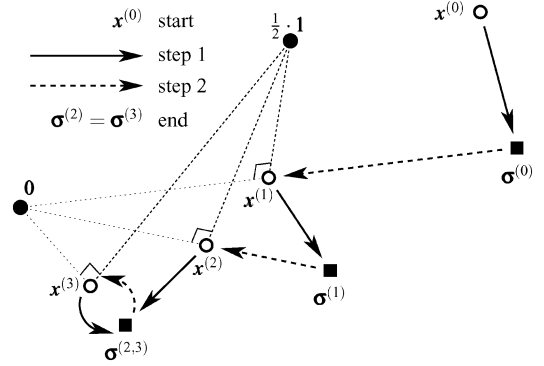 x^(0) start
step 1
step 2
σ^(2) = σ^(3) end
1/2 · 1
x^(0)
σ^(0)
x^(1)
0
x^(2)
σ^(1)
x^(3)
σ^(2,3)